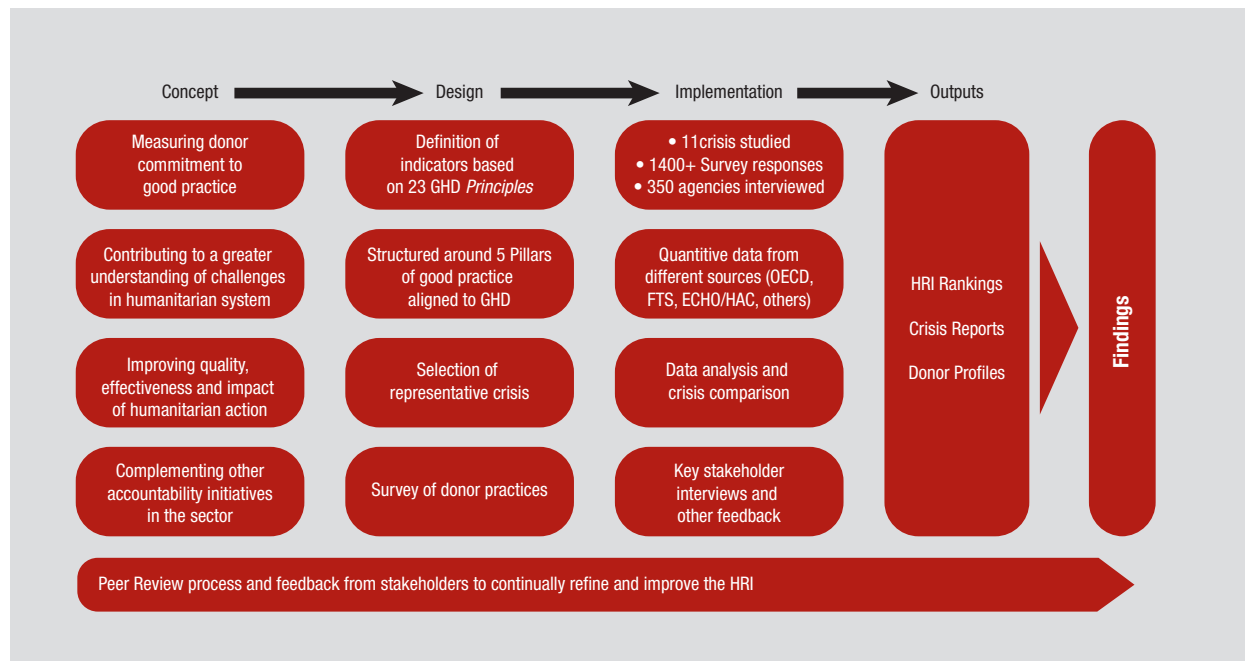 Concept
Design
Implementation
Outputs
Measuring donor
commitment to
good practice
Definition of
indicators based
on 23 GHD Principles
• 11crisis studied
• 1400+ Survey responses
• 350 agencies interviewed
Contributing to a greater
understanding of challenges
in humanitarian system
Structured around 5 Pillars
of good practice
aligned to GHD
Quantitive data from
different sources (OECD,
FTS, ECHO/HAC, others)
Improving quality,
effectiveness and impact
of humanitarian action
Selection of
representative crisis
Data analysis and
crisis comparison
Complementing other
accountability initiatives
in the sector
Survey of donor practices
Key stakeholder
interviews and
other feedback
HRI Rankings
Crisis Reports
Donor Profiles
Findings
Peer Review process and feedback from stakeholders to continually refine and improve the HRI